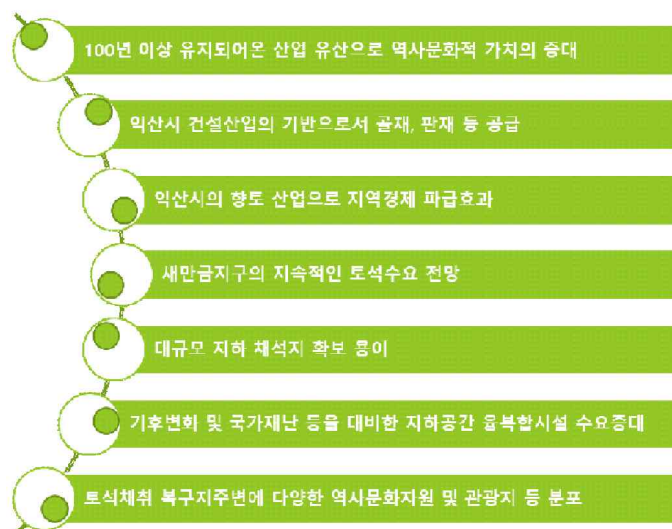 100년 이상 유지되어온 산업 유산으로 역사문화적 가치의 증대
익산시 건설산업의 기반으로서 골재, 판재 등 공급
익산시의 향토 산업으로 지역경제 파급효과
새만금지구의 지속적인 토석수요 전망
대규모 지하 채석지 확보 용이
기후변화 및 국가재난 등을 대비한 지하공간 융복합시설 수요증대
토석채취 복구지주변에 다양한 역사문화자원 및 관광지 등 분포